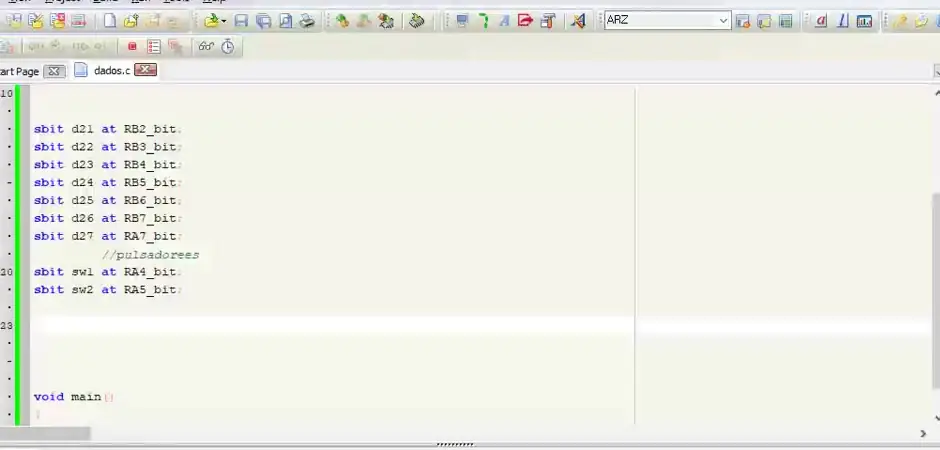 ARZ
art Page
dados.c
10
sbit d21 at RB2_bit;
sbit d22 at RB3_bit;
sbit d23 at RB4_bit;
sbit d24 at RB5_bit;
sbit d25 at RB6_bit;
sbit d26 at RB7_bit;
sbit d27 at RA7_bit;
//pulsadorees
20 sbit sw1 at RA4_bit;
sbit sw2 at RA5_bit;
23
void main()
{